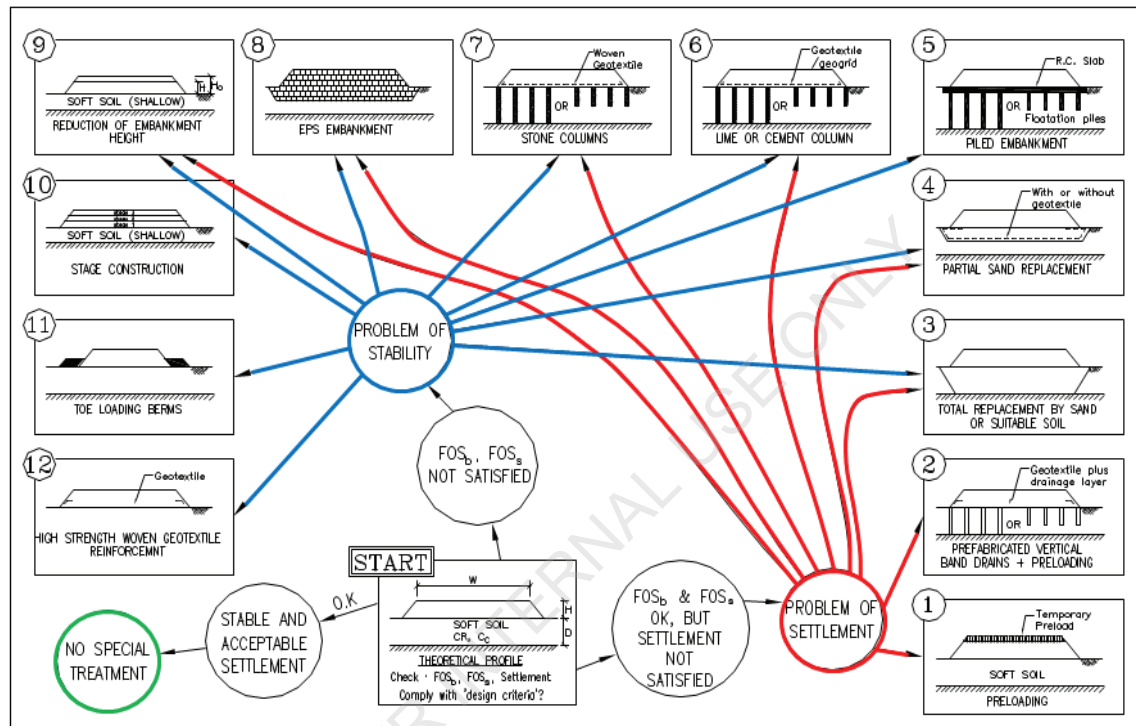 9
H
Ho
SOFT SOIL (SHALLOW)
REDUCTION OF EMBANKMENT
HEIGHT
8
EPS EMBANKMENT
7
Woven
Geotextile
OR
STONE COLUMNS
6
Geotextile
/geogrid
OR
LIME OR CEMENT COLUMN
5
R.C. Slab
OR
Floatation piles
PILED EMBANKMENT
10
SOFT SOIL (SHALLOW)
STAGE CONSTRUCTION
4
With or without
geotextile
PARTIAL SAND REPLACEMENT
11
TOE LOADING BERMS
PROBLEM OF
STABILITY
3
TOTAL REPLACEMENT BY SAND
OR SUITABLE SOIL
12
Geotextile
HIGH STRENGTH WOVEN GEOTEXTILE
REINFORCEMNT
FOSb, FOSs
NOT SATISFIED
2
Geotextile plus
drainage layer
OR
PREFABRICATED VERTICAL
BAND DRAINS + PRELOADING
START
W
H
D
SOFT SOIL
CR, Cc
THEORETICAL PROFILE
Check · FOSb, FOSs, Settlement
Comply with 'design criteria'?
O.K
STABLE AND
ACCEPTABLE
SETTLEMENT
NO SPECIAL
TREATMENT
FOSb & FOSs
OK, BUT
SETTLEMENT
NOT
SATISFIED
PROBLEM OF
SETTLEMENT
1
Temporary
Preload
SOFT SOIL
PRELOADING
INTERNAL USE ONLY